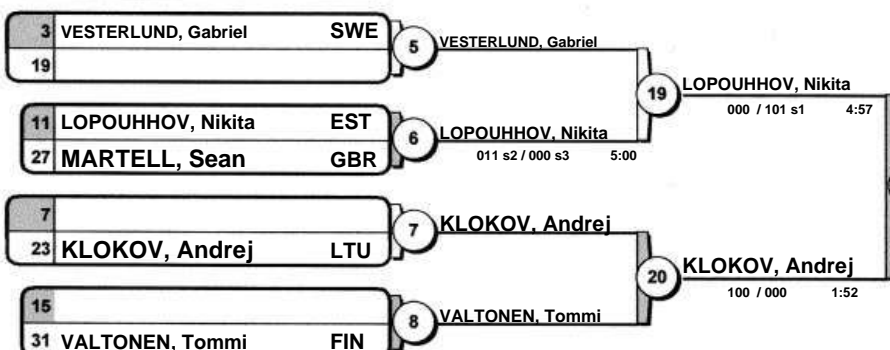 3 VESTERLUND, Gabriel SWE
19
5 VESTERLUND, Gabriel
11 LOPOUHHOV, Nikita EST
27 MARTELL, Sean GBR
6 LOPOUHHOV, Nikita
011 s2 / 000 s3 5:00
19 LOPOUHHOV, Nikita
000 / 101 s1 4:57
7
23 KLOKOV, Andrej LTU
7 KLOKOV, Andrej
15
31 VALTONEN, Tommi FIN
8 VALTONEN, Tommi
20 KLOKOV, Andrej
100 / 000 1:52